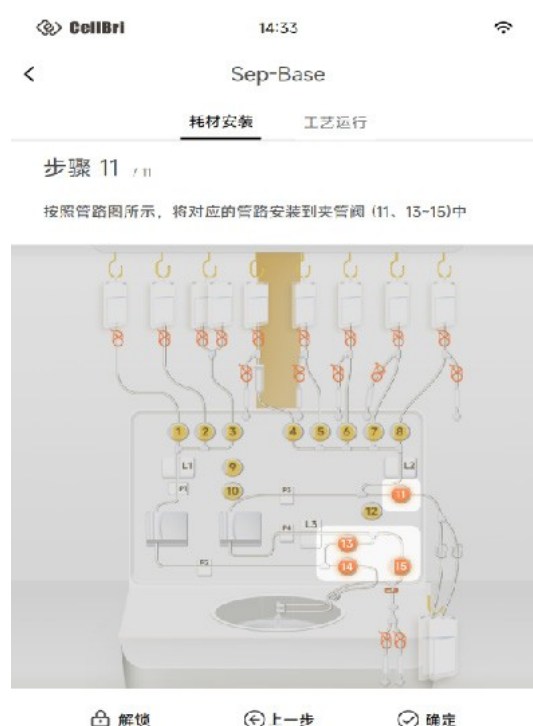 CellBri 14:33
Sep-Base
耗材安装 工艺运行
步骤 11 / 11
按照管路图所示，将对应的管路安装到夹管阀 (11、13-15)中
1 2 3 4 5 6 7 8
L1 9 L2
P1 10 P3 11
12
P4 L3 13
P2 14 15
解锁 上一步 确定